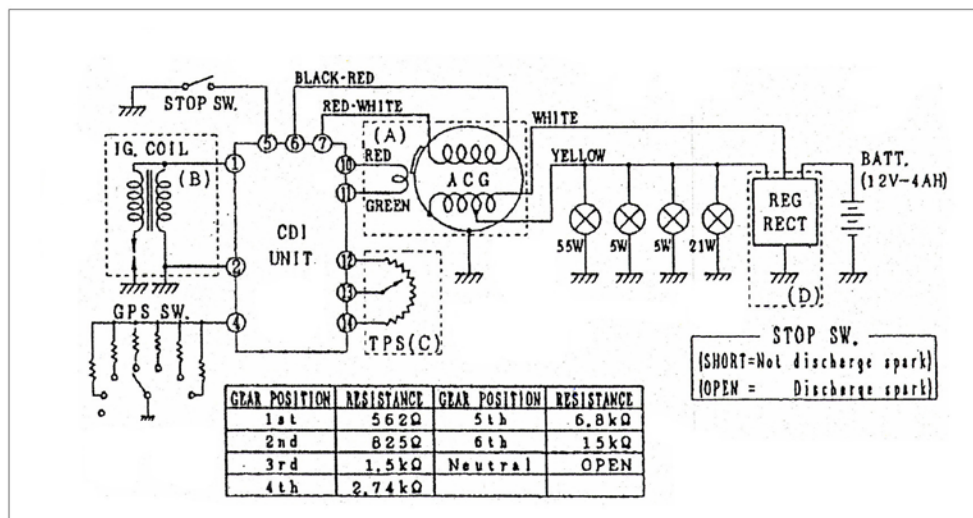 BLACK-RED
STOP SW.
RED-WHITE
WHITE
IG. COIL
(B)
5
6
7
(A)
RED
GREEN
ACG
YELLOW
BATT.
(12V-4AH)
1
10
11
CDI
UNIT
REG
RECT
55W
5W
5W
21W
(D)
2
12
13
14
TPS(C)
GPS SW.
4
STOP SW.
(SHORT=Not discharge spark)
(OPEN = Discharge spark)
GEAR POSITION RESISTANCE GEAR POSITION RESISTANCE
1st 562Ω 5th 6.8kΩ
2nd 825Ω 6th 15kΩ
3rd 1.5kΩ Neutral OPEN
4th 2.74kΩ